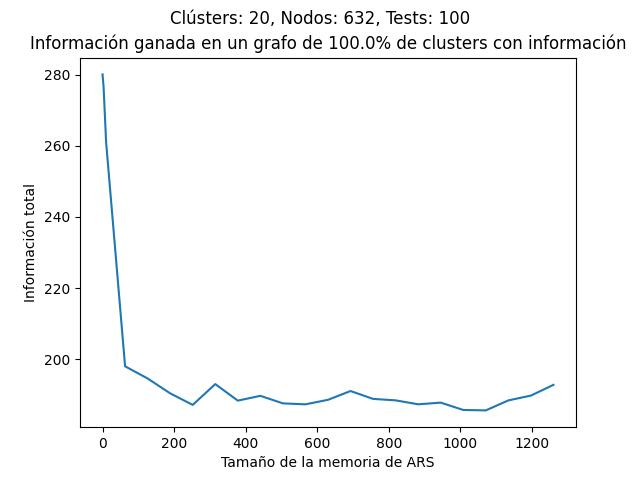 Clústers: 20, Nodos: 632, Tests: 100
Información ganada en un grafo de 100.0% de clusters con información
280
260
240
220
200
Información total
0 200 400 600 800 1000 1200
Tamaño de la memoria de ARS